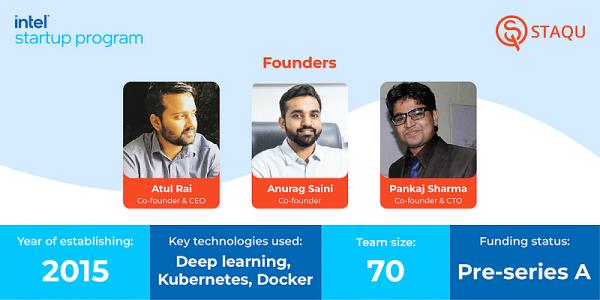 intel
startup program
STAQU
Founders
Atul Rai
Co-founder & CEO
Anurag Saini
Co-founder
Pankaj Sharma
Co-founder & CTO
Year of establishing:
2015
Key technologies used:
Deep learning,
Kubernetes, Docker
Team size:
70
Funding status:
Pre-series A